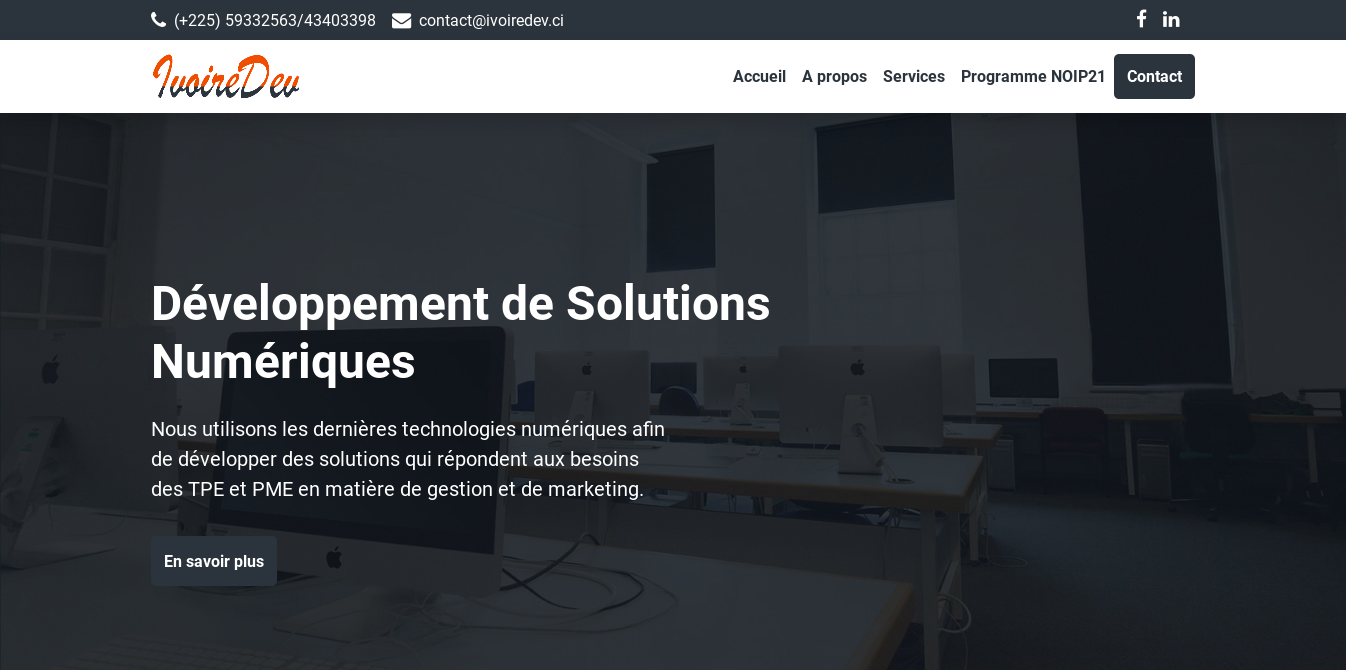 (+225) 59332563/43403398 contact@ivoiredev.ci
IvoireDev
Accueil A propos Services Programme NOIP21 Contact
Développement de Solutions
Numériques
Nous utilisons les dernières technologies numériques afin
de développer des solutions qui répondent aux besoins
des TPE et PME en matière de gestion et de marketing.
En savoir plus